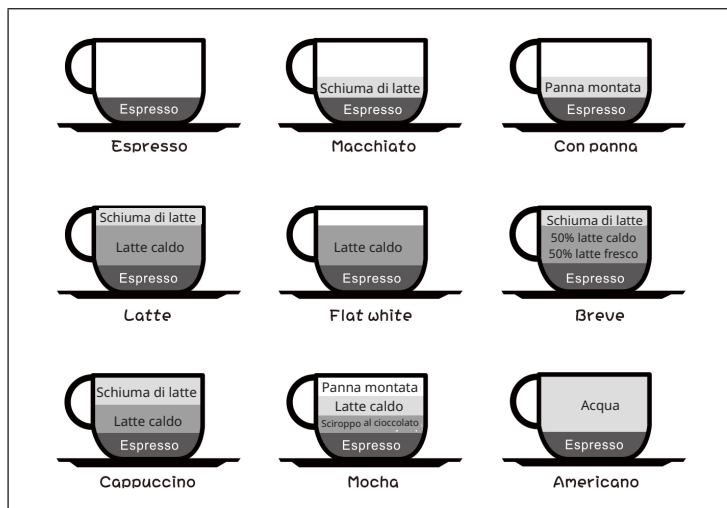 Espresso
Espresso
Schiuma di latte
Espresso
Macchiato
Panna montata
Espresso
Con panna
Schiuma di latte
Latte caldo
Espresso
Latte
Latte caldo
Espresso
Flat white
Schiuma di latte
50% latte caldo
50% latte fresco
Espresso
Breve
Schiuma di latte
Latte caldo
Espresso
Cappuccino
Panna montata
Latte caldo
Sciroppo al cioccolato
Espresso
Mocha
Acqua
Espresso
Americano